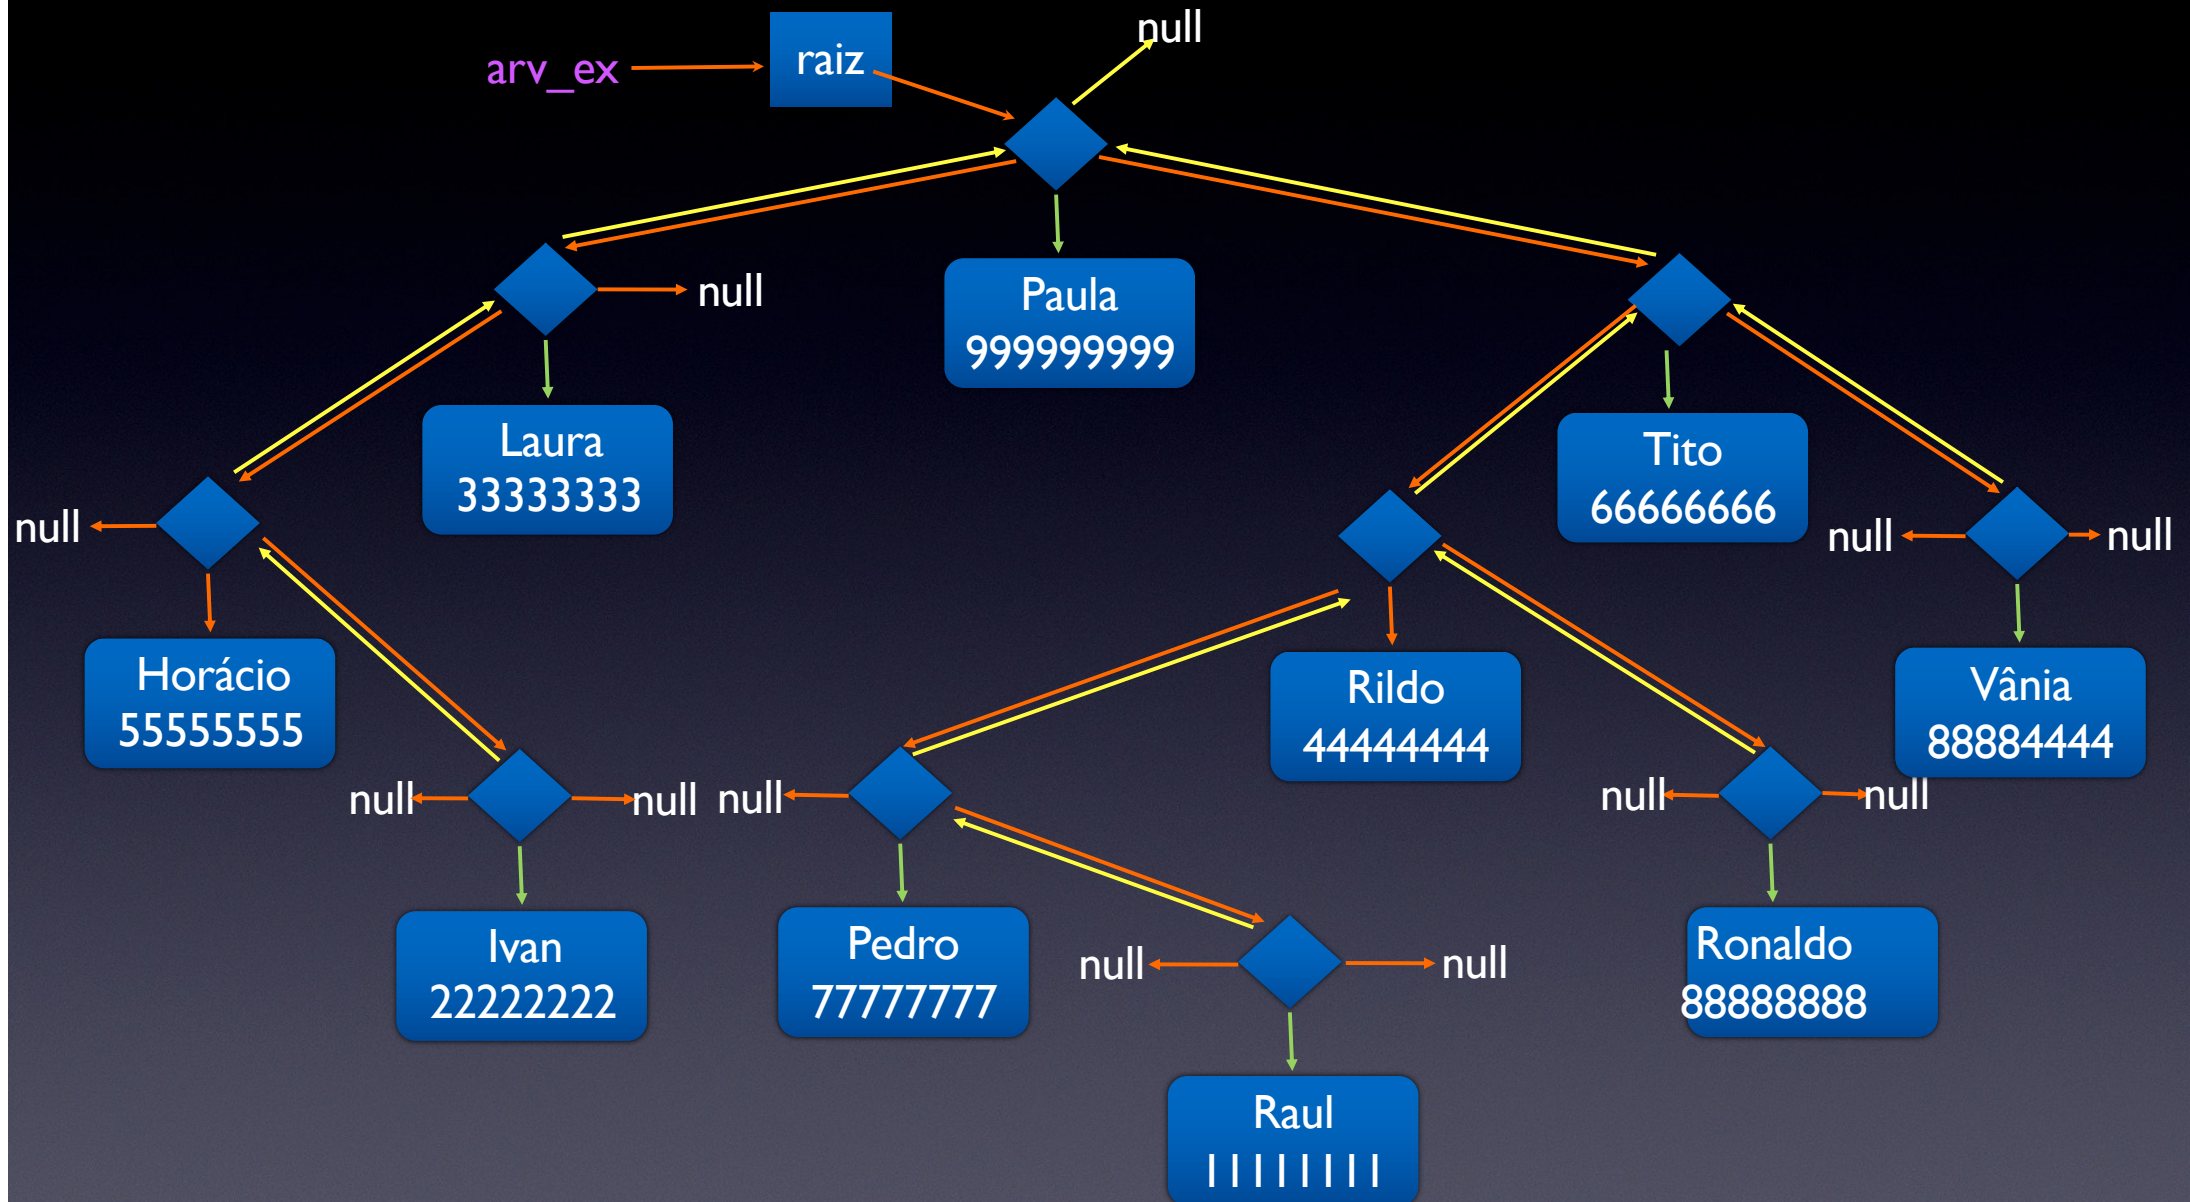 null
raiz
arv_ex
null
Paula
999999999
Laura
33333333
Tito
66666666
null
null
null
Horácio
55555555
Rildo
44444444
Vânia
88884444
null
null
null
null
null
Ivan
22222222
Pedro
77777777
null
null
Ronaldo
88888888
Raul
11111111